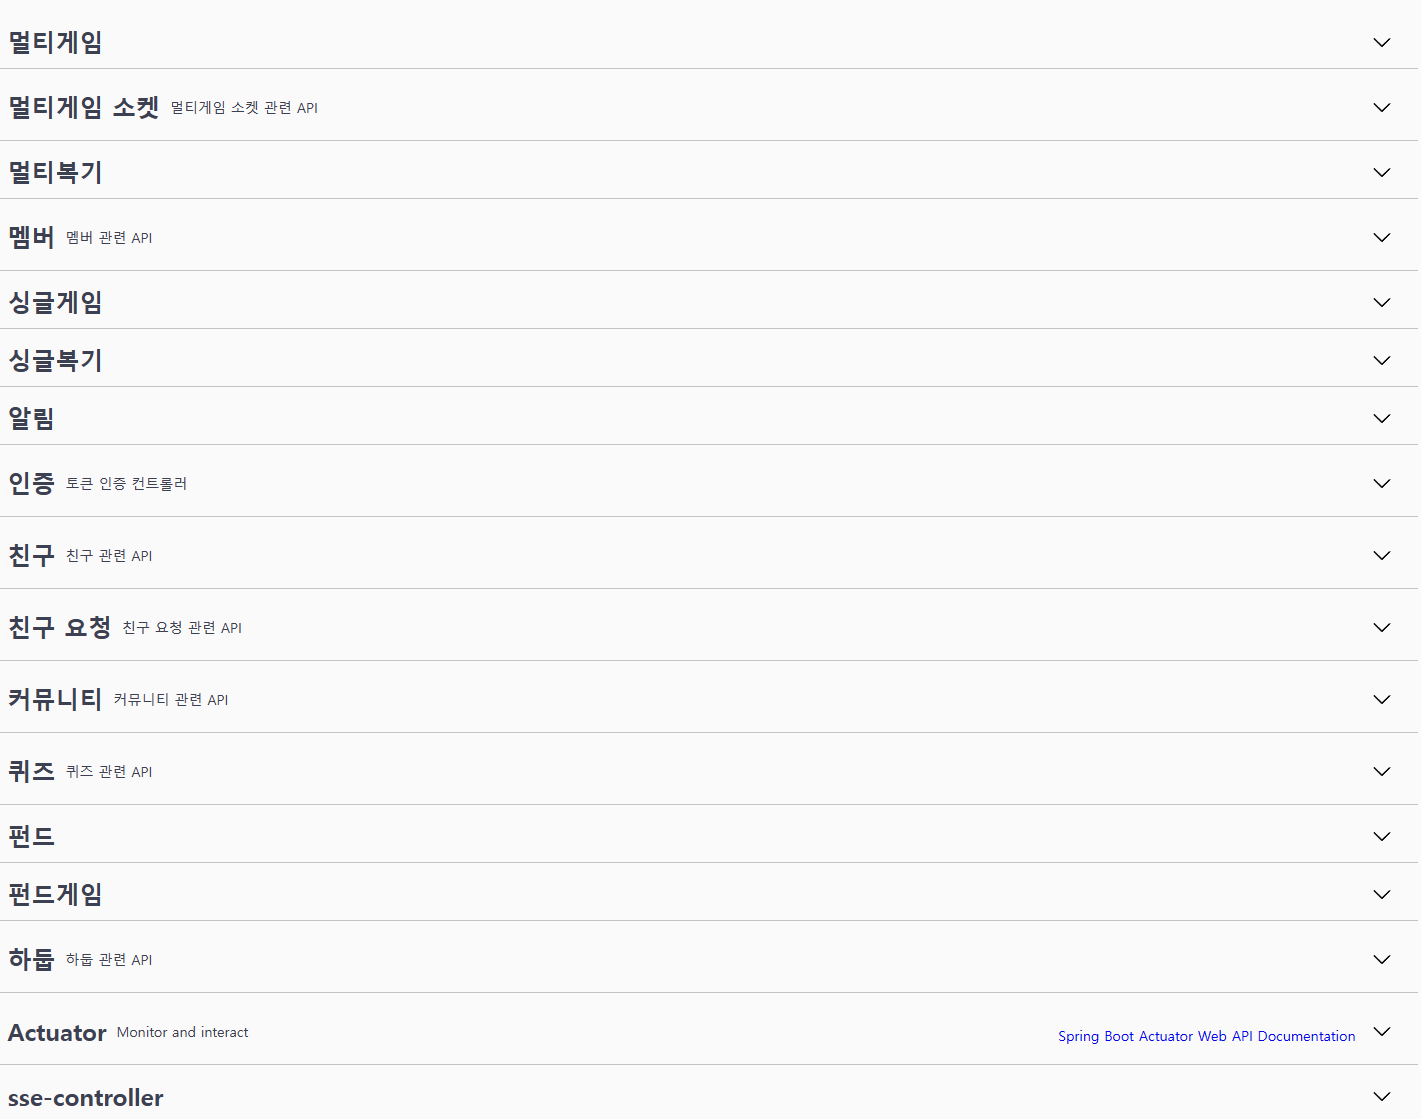 멀티게임
멀티게임 소켓 멀티게임 소켓 관련 API
멀티복기
멤버 멤버 관련 API
싱글게임
싱글복기
알림
인증 토큰 인증 컨트롤러
친구 친구 관련 API
친구 요청 친구 요청 관련 API
커뮤니티 커뮤니티 관련 API
퀴즈 퀴즈 관련 API
펀드
펀드게임
하둡 하둡 관련 API
Actuator Monitor and interact Spring Boot Actuator Web API Documentation
sse-controller